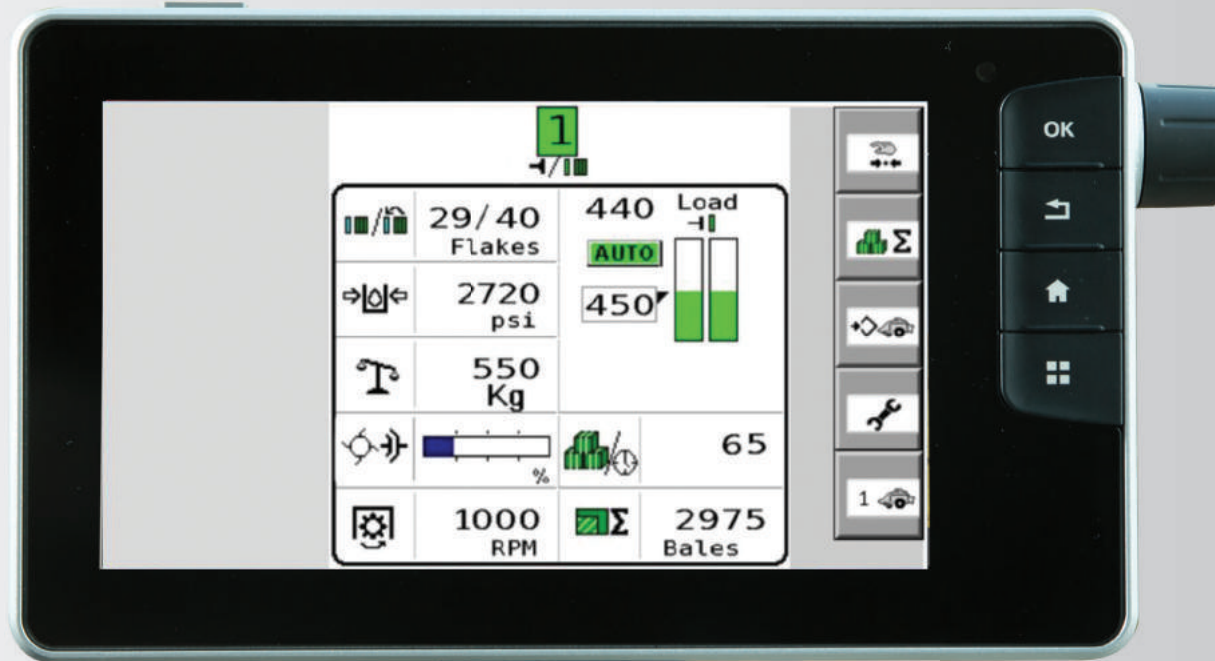 1
29/40
Flakes
440
Load
AUTO
450
2720
psi
550
Kg
%
65
1000
RPM
Σ
2975
Bales
Σ
1
OK